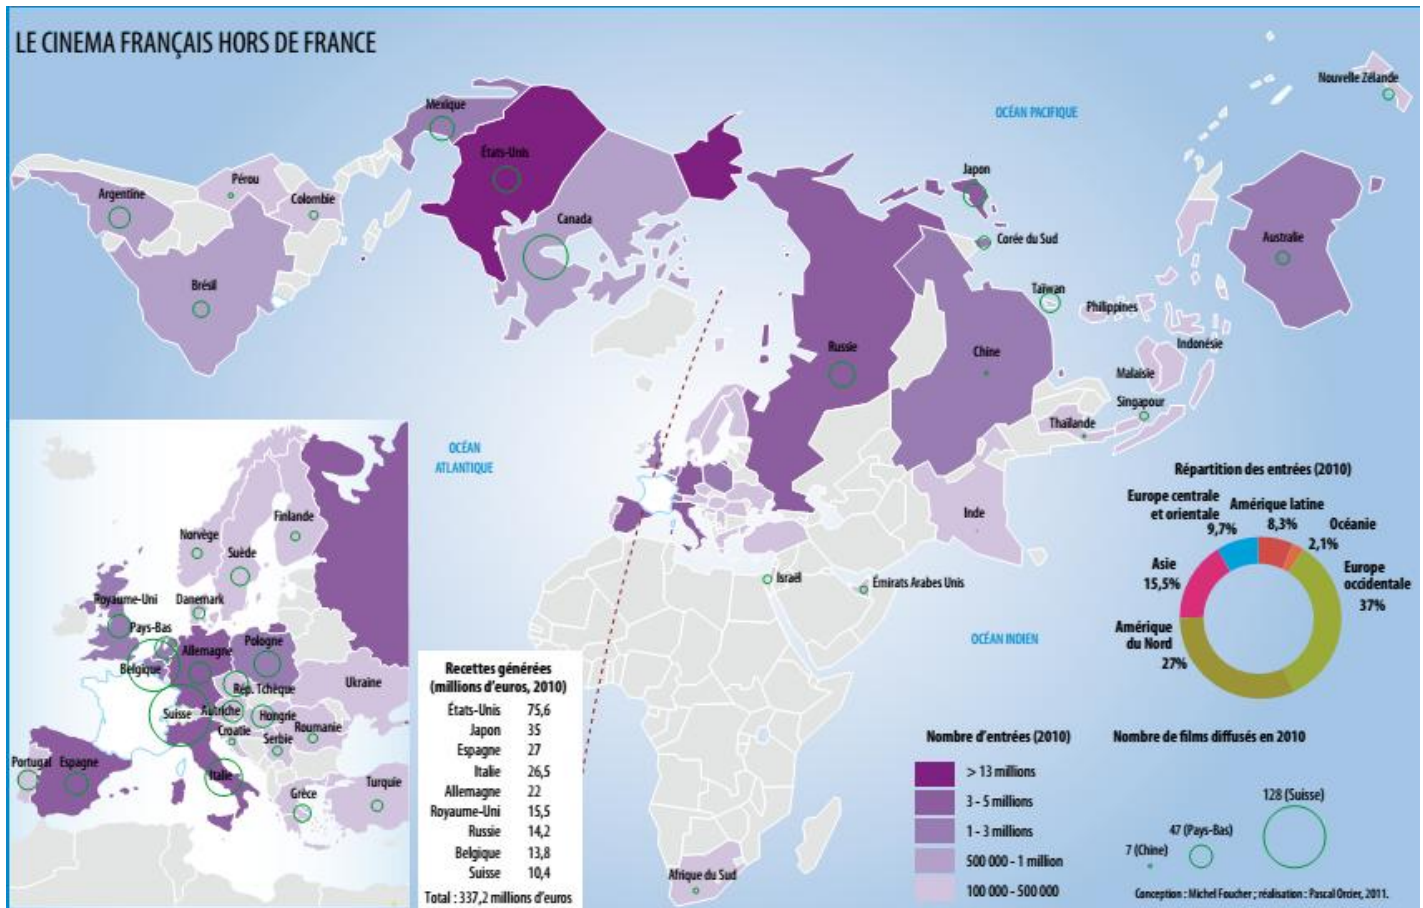 LE CINEMA FRANÇAIS HORS DE FRANCE
Nouvelle Zélande
Mexique
OCÉAN PACIFIQUE
États-Unis
Japon
Pérou
Argentine
Colombie
Canada
Corée du Sud
Australie
Brésil
Taïwan
Philippines
Indonésie
Russie
Chine
Malaisie
Singapour
Thaïlande
OCÉAN
ATLANTIQUE
Inde
Israël
Émirats Arabes Unis
OCÉAN INDIEN
Afrique du Sud
Finlande
Norvège
Suède
Royaume-Uni
Danemark
Pays-Bas
Allemagne
Pologne
Belgique
Rép. Tchèque
Ukraine
Suisse
Autriche
Hongrie
Croatie
Roumanie
Serbie
Portugal
Espagne
Italie
Grèce
Turquie
Recettes générées
(millions d'euros, 2010)
États-Unis 75,6
Japon 35
Espagne 27
Italie 26,5
Allemagne 22
Royaume-Uni 15,5
Russie 14,2
Belgique 13,8
Suisse 10,4
Total : 337,2 millions d'euros
Répartition des entrées (2010)
Europe centrale
et orientale
9,7%
Amérique latine
8,3%
Océanie
2,1%
Asie
15,5%
Europe
occidentale
37%
Amérique
du Nord
27%
Nombre d'entrées (2010)
> 13 millions
3 - 5 millions
1 - 3 millions
500 000 - 1 million
100 000 - 500 000
Nombre de films diffusés en 2010
128 (Suisse)
47 (Pays-Bas)
7 (Chine)
Conception : Michel Foucher ; réalisation : Pascal Orcier, 2011.